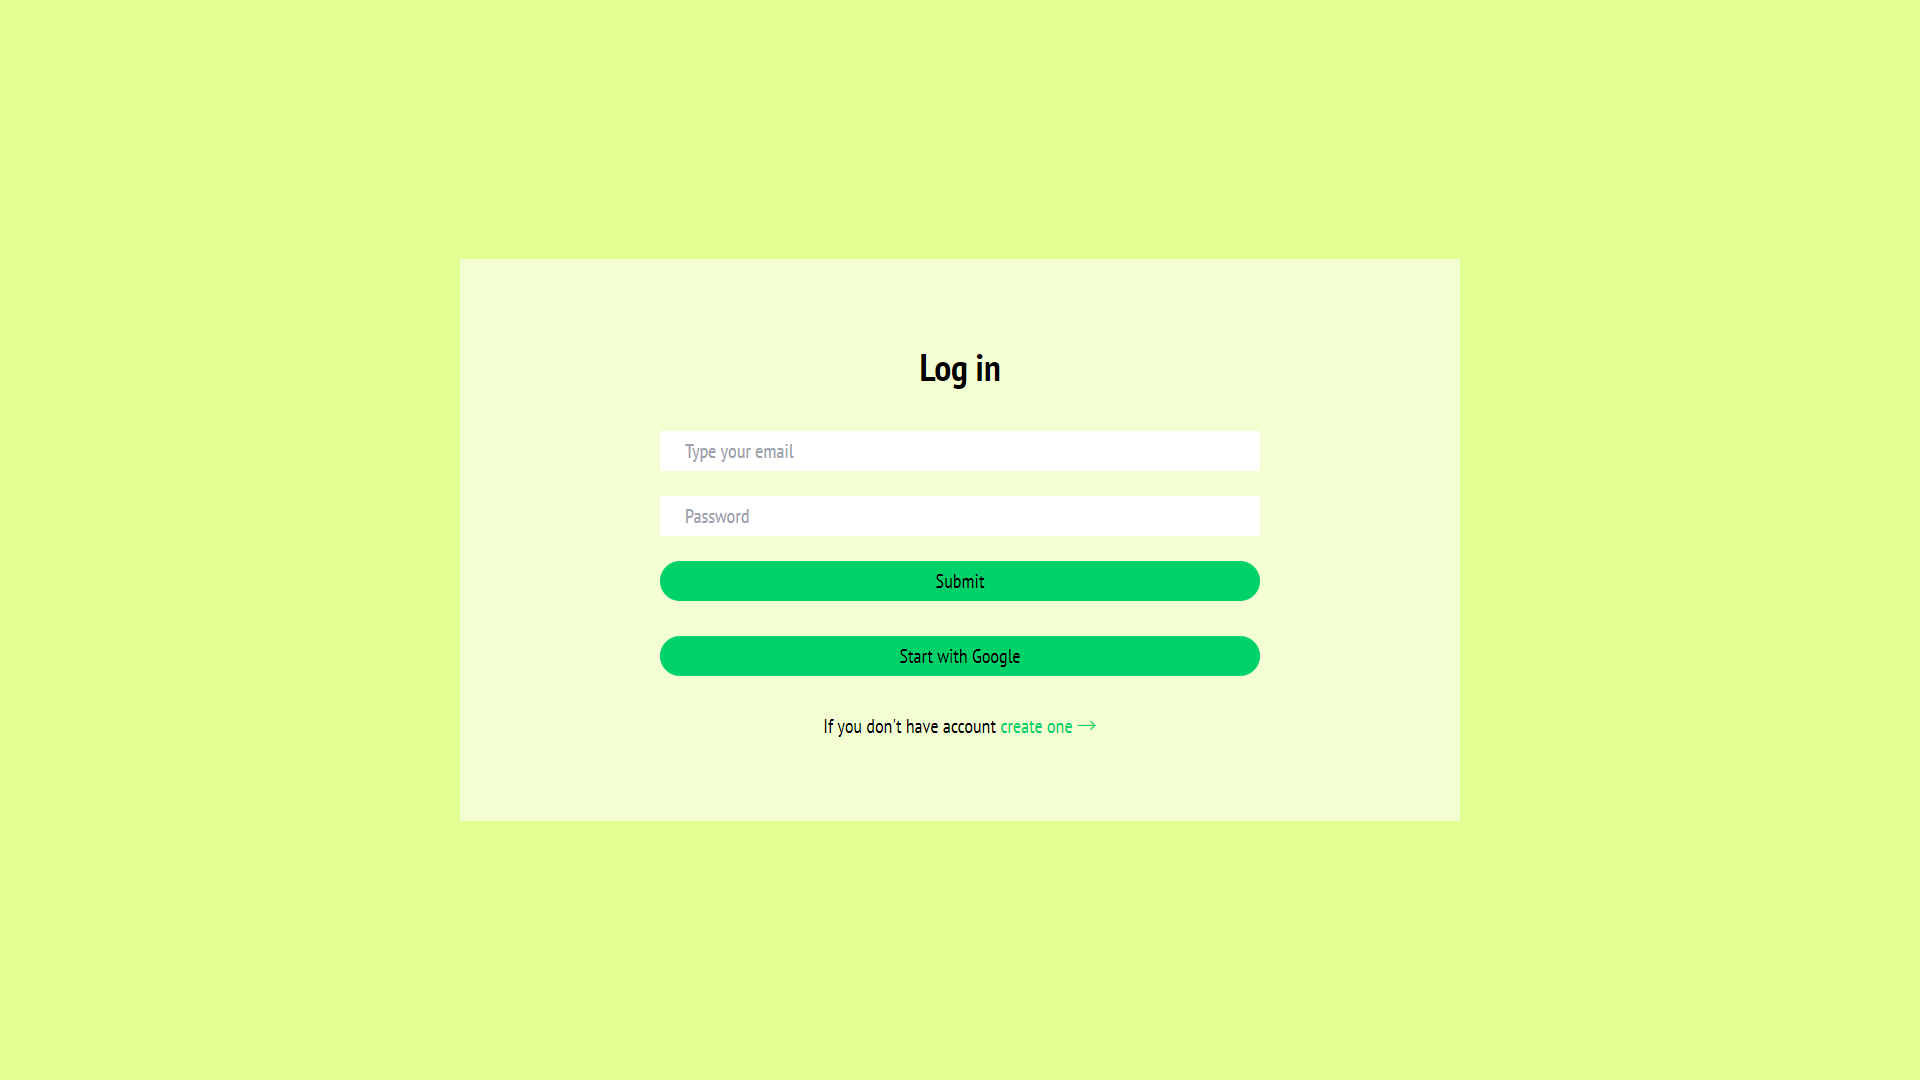 Log in
Type your email
Password
Submit
Start with Google
If you don't have account create one →